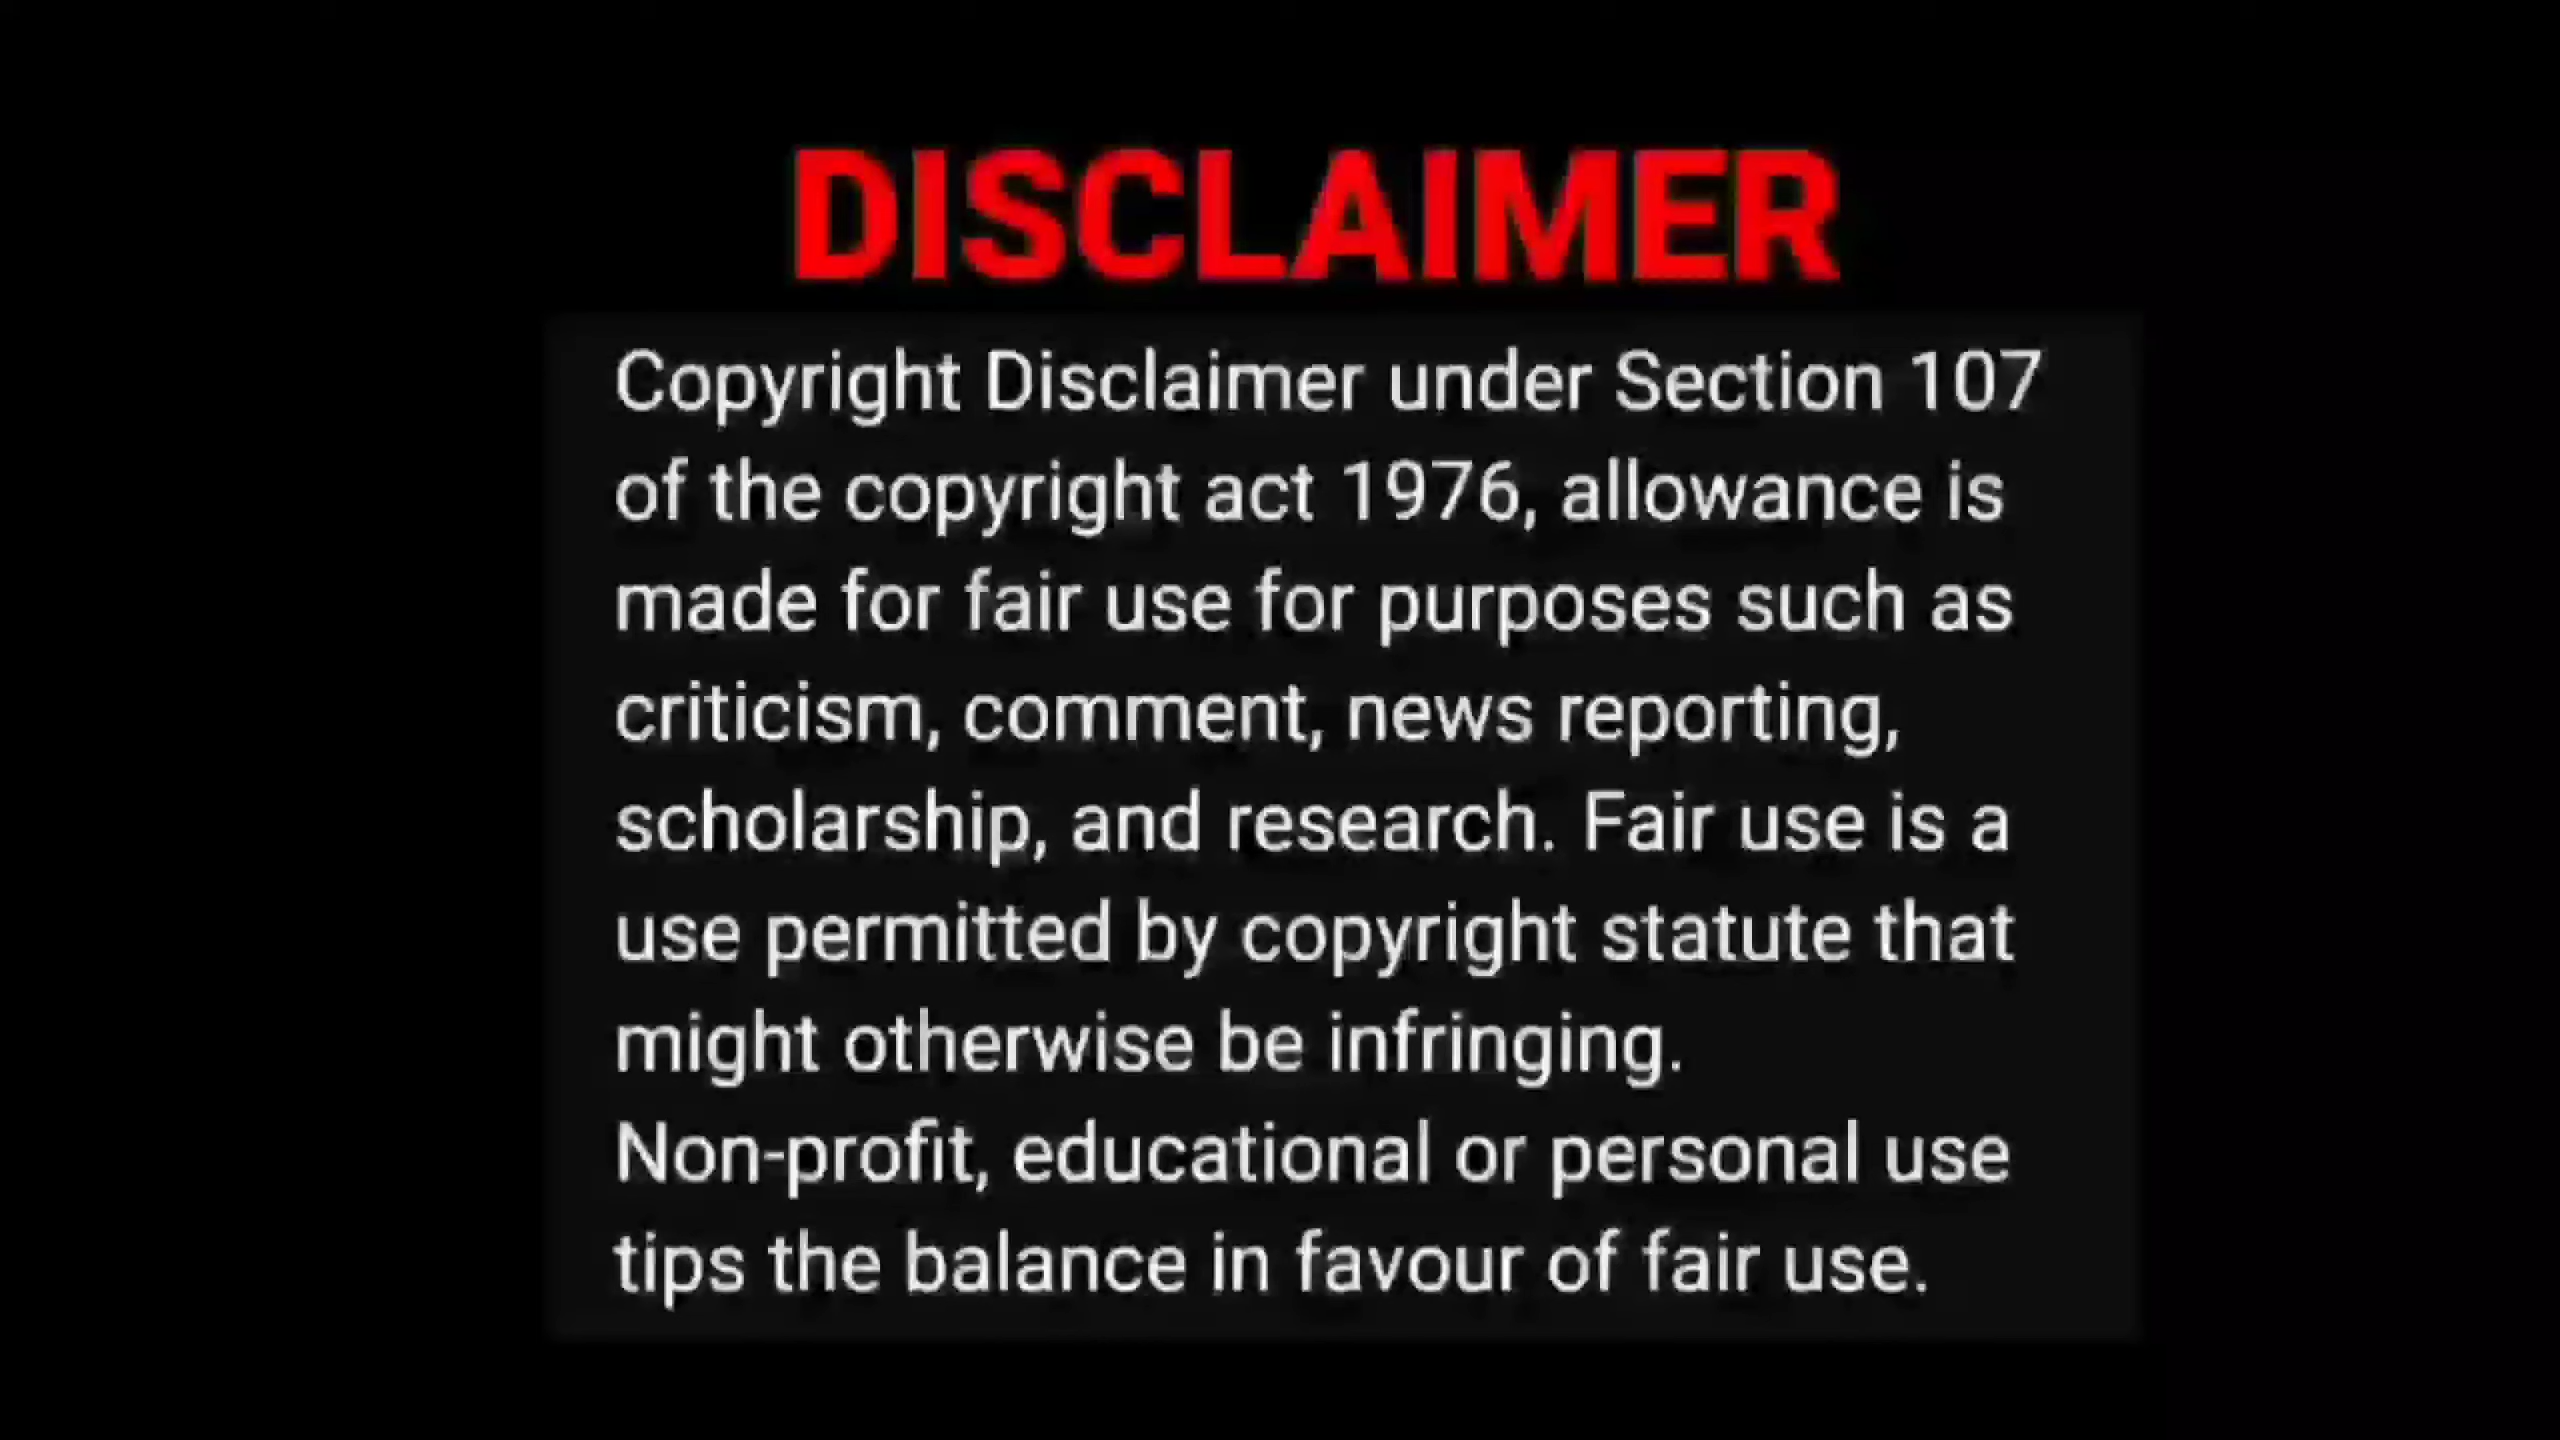 DISCLAIMER
Copyright Disclaimer under Section 107
of the copyright act 1976, allowance is
made for fair use for purposes such as
criticism, comment, news reporting,
scholarship, and research. Fair use is a
use permitted by copyright statute that
might otherwise be infringing.
Non-profit, educational or personal use
tips the balance in favour of fair use.